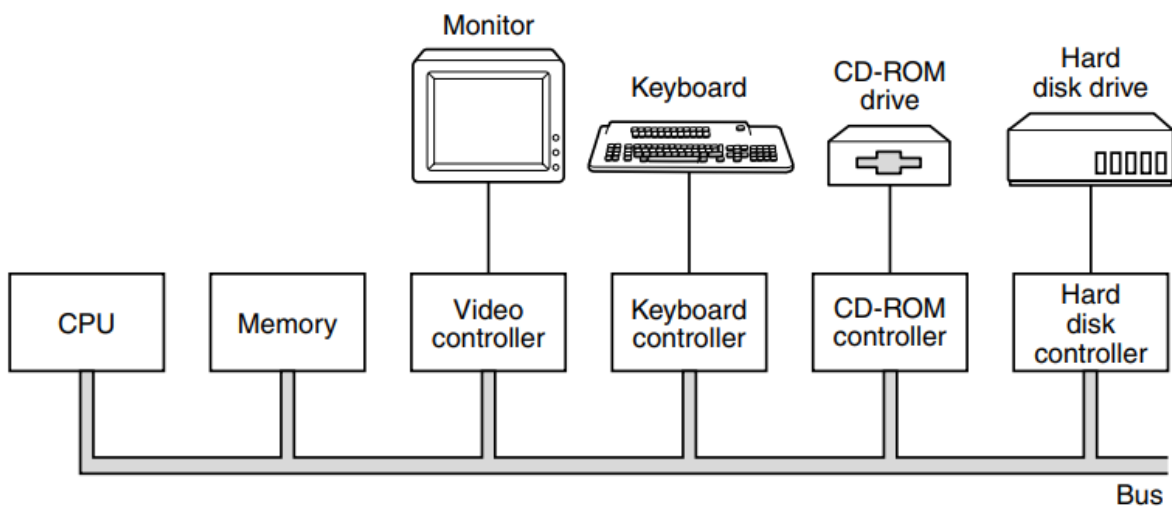 Monitor
Keyboard
CD-ROM
drive
Hard
disk drive
CPU
Memory
Video
controller
Keyboard
controller
CD-ROM
controller
Hard
disk
controller
Bus